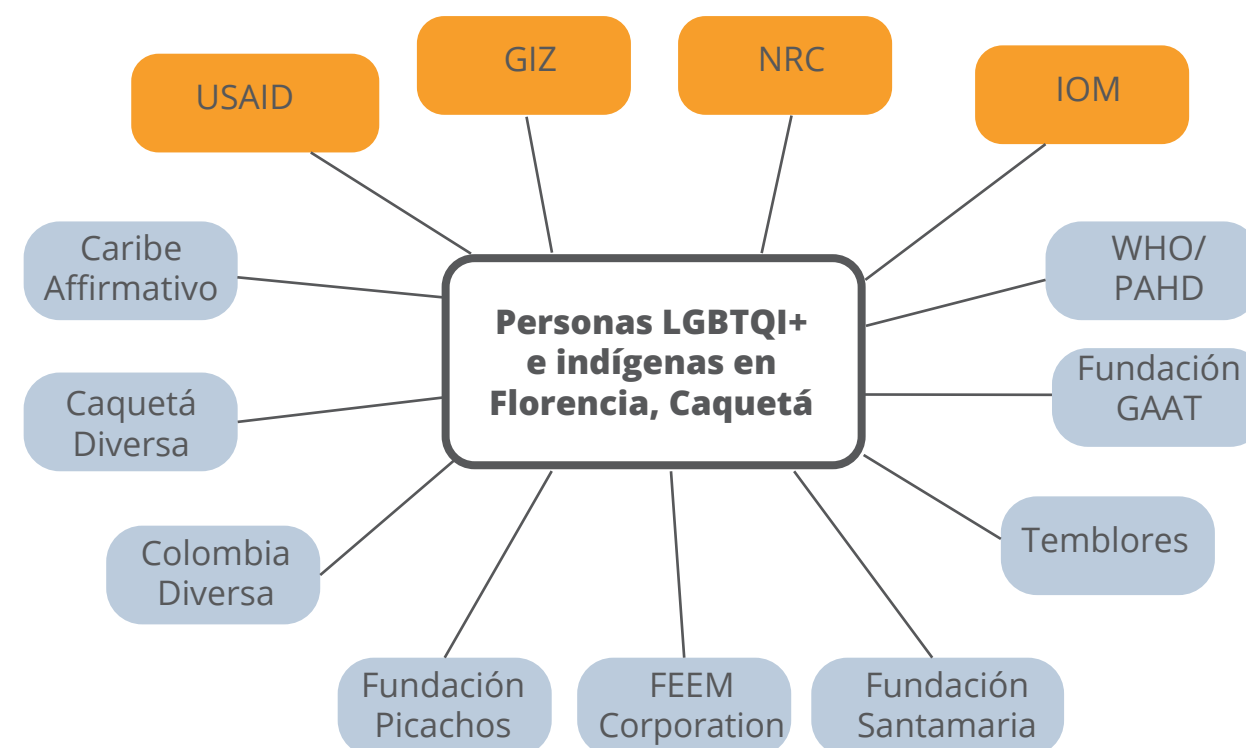 USAID
GIZ
NRC
IOM
Caribe
Affirmativo
WHO/
PAHD
Personas LGBTQI+
e indígenas en
Florencia, Caquetá
Caquetá
Diversa
Fundación
GAAT
Colombia
Diversa
Temblores
Fundación
Picachos
FEEM
Corporation
Fundación
Santamaria